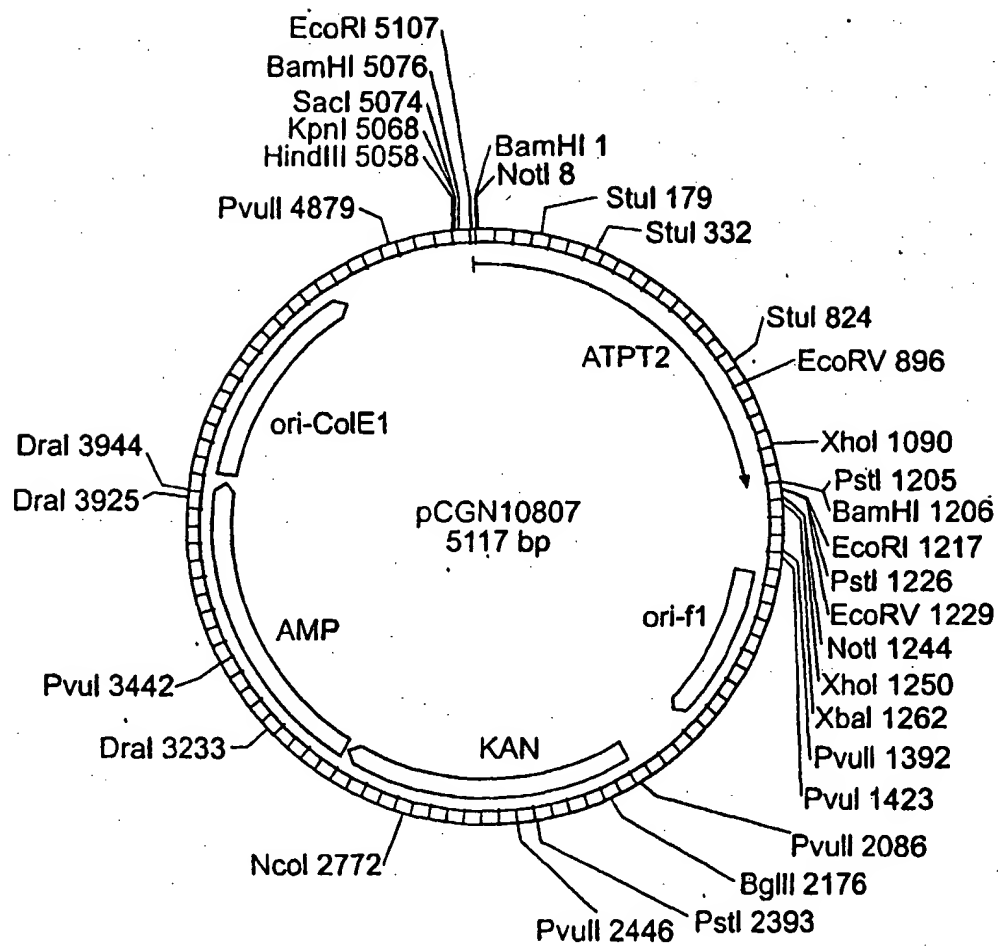 EcoRI 5107
BamHI 5076
SacI 5074
KpnI 5068
HindIII 5058
PvuII 4879
BamHI 1
NotI 8
StuI 179
StuI 332
StuI 824
EcoRV 896
XhoI 1090
PstI 1205
BamHI 1206
EcoRI 1217
PstI 1226
EcoRV 1229
NotI 1244
XhoI 1250
XbaI 1262
PvuII 1392
PvuI 1423
PvuII 2086
BglII 2176
PstI 2393
PvuII 2446
NcoI 2772
DraI 3233
PvuI 3442
DraI 3925
DraI 3944
ATPT2
ori-ColE1
pCGN10807
5117 bp
ori-f1
AMP
KAN